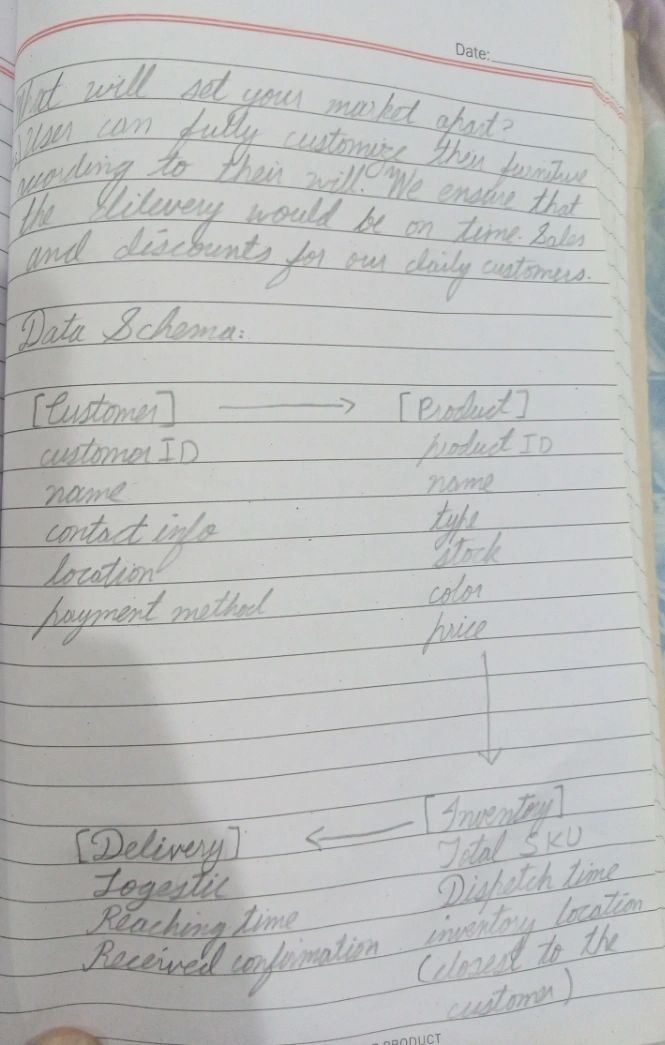 Date:
What will set your market apart?
User can fully customize their furniture
according to their will. We ensure that
the dilevery would be on time. Sales
and discounts for our daily customers.
Data Schema:
[Customer] → [Product]
customer ID product ID
name name
contact info type
location stock
payment method color
price
[Delivery] ← [Inventory]
Logestic Total SKU
Reaching time Dispetch time
Received confirmation inventory location
(closest to the
customer)
PRODUCT